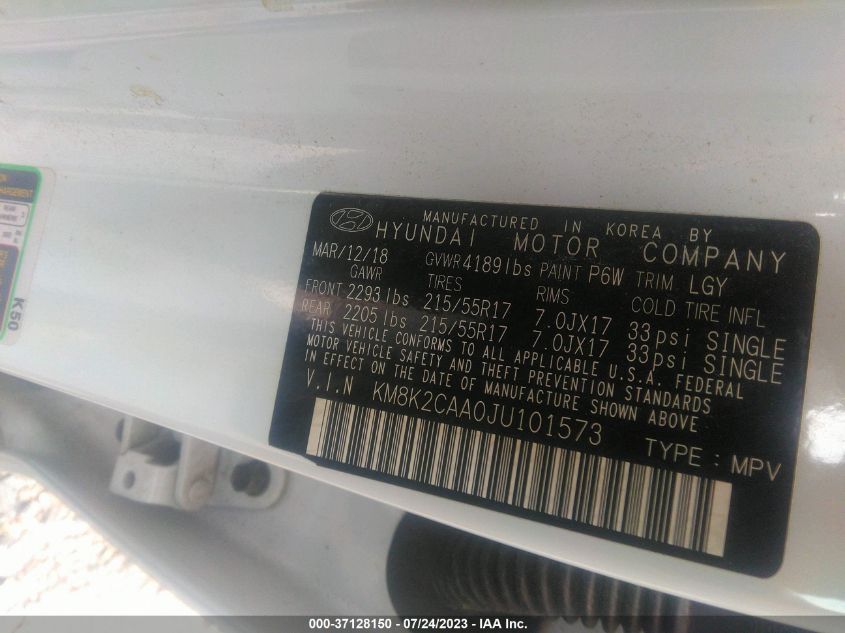 MANUFACTURED IN KOREA BY
HYUNDAI MOTOR COMPANY
MAR/12/18 GVWR 4189 lbs PAINT P6W TRIM LGY
GAWR TIRES RIMS COLD TIRE INFL
FRONT 2293 lbs 215/55R17 7.0JX17 33psi SINGLE
REAR 2205 lbs 215/55R17 7.0JX17 33psi SINGLE
THIS VEHICLE CONFORMS TO ALL APPLICABLE U.S.A. FEDERAL
MOTOR VEHICLE SAFETY AND THEFT PREVENTION STANDARDS
IN EFFECT ON THE DATE OF MANUFACTURE SHOWN ABOVE.
V.I.N KM8K2CAA0JU101573
TYPE : MPV
CHARGEMENT
REAR
K50
000-37128150 - 07/24/2023 - IAA Inc.